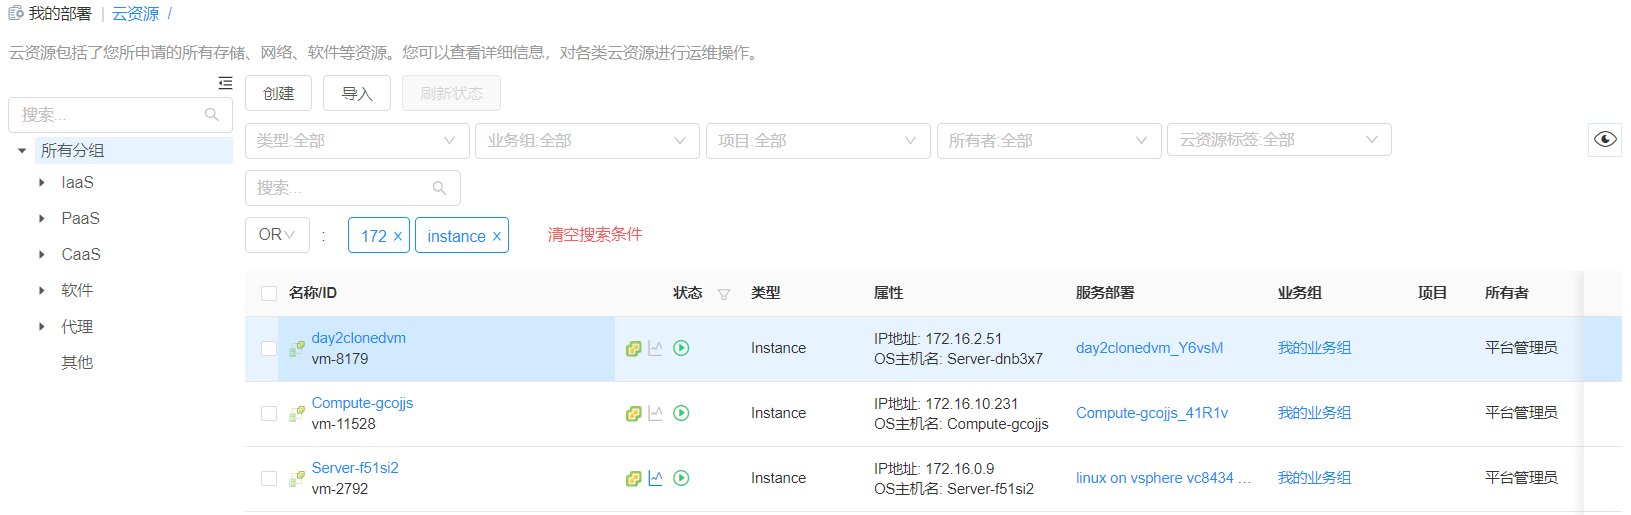 我的部署 | 云资源 /
云资源包括了您所申请的所有存储、网络、软件等资源。您可以查看详细信息，对各类云资源进行运维操作。
搜索...
所有分组
IaaS
PaaS
CaaS
软件
代理
其他
创建 导入 刷新状态
类型:全部 业务组:全部 项目:全部 所有者:全部 云资源标签:全部
搜索...
OR : 172 x instance x 清空搜索条件
名称/ID 状态 类型 属性 服务部署 业务组 项目 所有者
day2clonedvm
vm-8179
Instance
IP地址: 172.16.2.51
OS主机名: Server-dnb3x7
day2clonedvm_Y6vsM
我的业务组
平台管理员
Compute-gcojjs
vm-11528
Instance
IP地址: 172.16.10.231
OS主机名: Compute-gcojjs
Compute-gcojjs_41R1v
我的业务组
平台管理员
Server-f51si2
vm-2792
Instance
IP地址: 172.16.0.9
OS主机名: Server-f51si2
linux on vsphere vc8434 ...
我的业务组
平台管理员